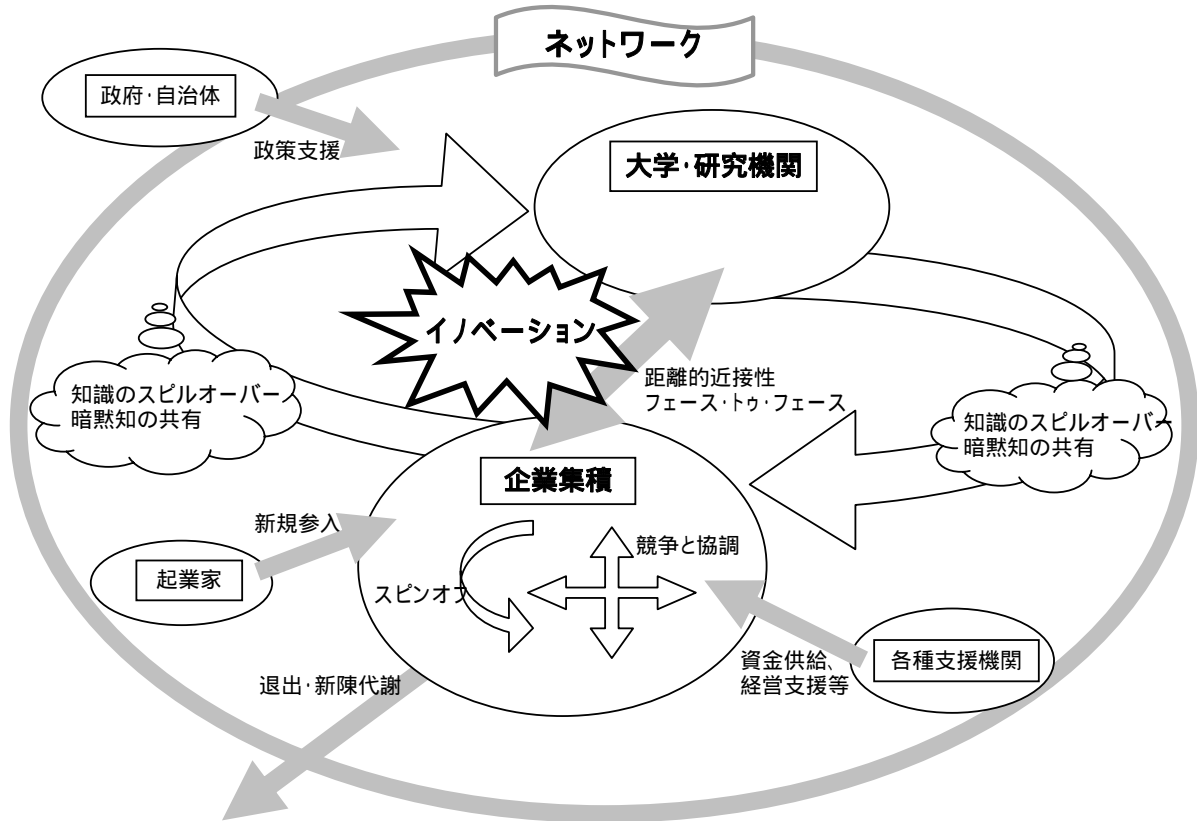 ネットワーク
政府･自治体
政策支援
大学･研究機関
イノベーション
距離的近接性
フェース･トゥ･フェース
知識のスピルオーバー
暗黙知の共有
知識のスピルオーバー
暗黙知の共有
企業集積
新規参入
競争と協調
起業家
スピンオフ
資金供給、
経営支援等
各種支援機関
退出･新陳代謝